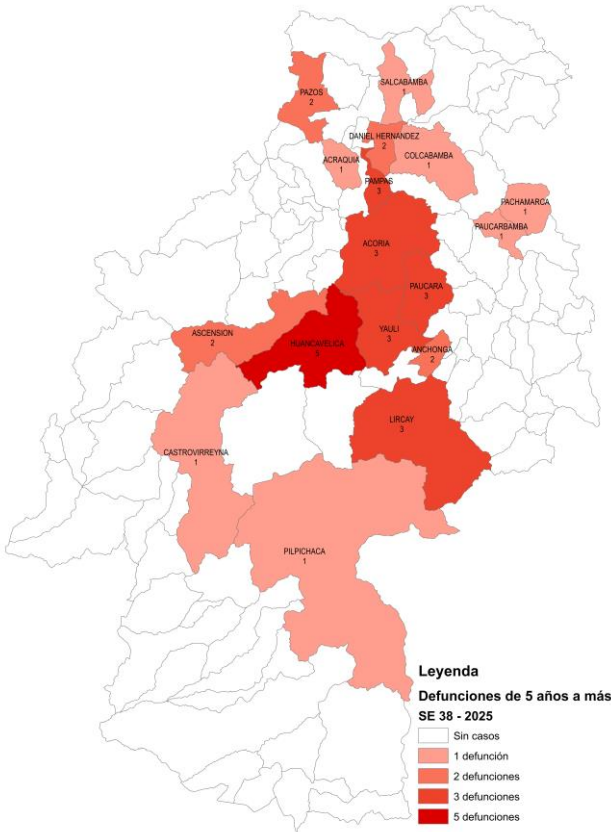 SALCABAMBA
1
PAZOS
2
DANIEL HERNANDEZ
2
COLCABAMBA
1
ACRAQUIA
1
PAMPAS
3
PACHAMARCA
1
PAUCARBAMBA
1
ACORIA
3
PAUCARA
3
ASCENSION
2
YAULI
3
HUANCAVELICA
5
ANCHONGA
2
LIRCAY
3
CASTROVIRREYNA
1
PILPICHACA
1
Leyenda
Defunciones de 5 años a más
SE 38 - 2025
Sin casos
1 defunción
2 defunciones
3 defunciones
5 defunciones